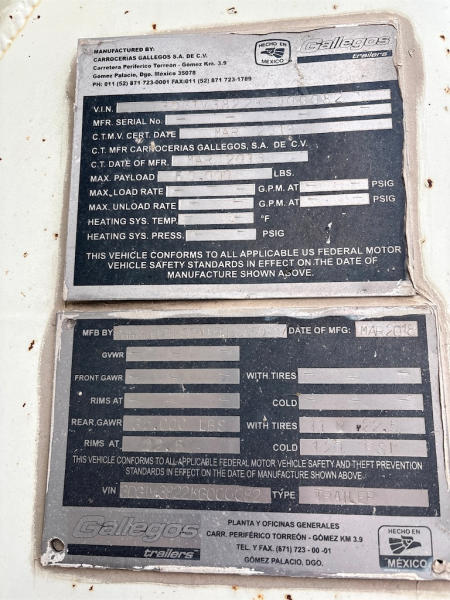 MANUFACTURED BY:
CARROCERIAS GALLEGOS S.A. DE C.V.
Carretera Periferico Torreón - Gómez Km. 3.9
Gomez Palacio, Dgo. México 35078
PH: 011 (52) 871 723-0001 FAX:011 (52) 871 723-1789
HECHO EN
MÉXICO
Gallegos
trailers
V.I.N.
MFR. SERIAL No.
C.T.M.V. CERT. DATE MAR
C.T. MFR CARROCERIAS GALLEGOS, S.A. DE C.V.
C.T. DATE OF MFR. MAR
MAX. PAYLOAD LBS.
MAX. LOAD RATE G.P.M. AT PSIG
MAX. UNLOAD RATE G.P.M. AT PSIG
HEATING SYS. TEMP. °F
HEATING SYS. PRESS. PSIG
THIS VEHICLE CONFORMS TO ALL APPLICABLE US FEDERAL MOTOR
VEHICLE SAFETY STANDARDS IN EFFECT ON THE DATE OF
MANUFACTURE SHOWN ABOVE.
MFB BY DATE OF MFG: MAR 2018
GVWR
FRONT GAWR WITH TIRES
RIMS AT COLD
REAR.GAWR WITH TIRES
RIMS AT COLD
THIS VEHICLE CONFORMS TO ALL APPLICABLE FEDERAL MOTOR VEHICLE SAFETY AND THEFT PREVENTION
STANDARDS IN EFFECT ON THE DATE OF MANUFACTURE SHOWN ABOVE.
VIN TYPE TRAILER
Gallegos
trailers
PLANTA Y OFICINAS GENERALES
CARR. PERIFÉRICO TORREÓN - GÓMEZ KM 3.9
TEL. Y FAX. (871) 723 - 00 -01
GÓMEZ PALACIO, DGO.
HECHO EN
MÉXICO